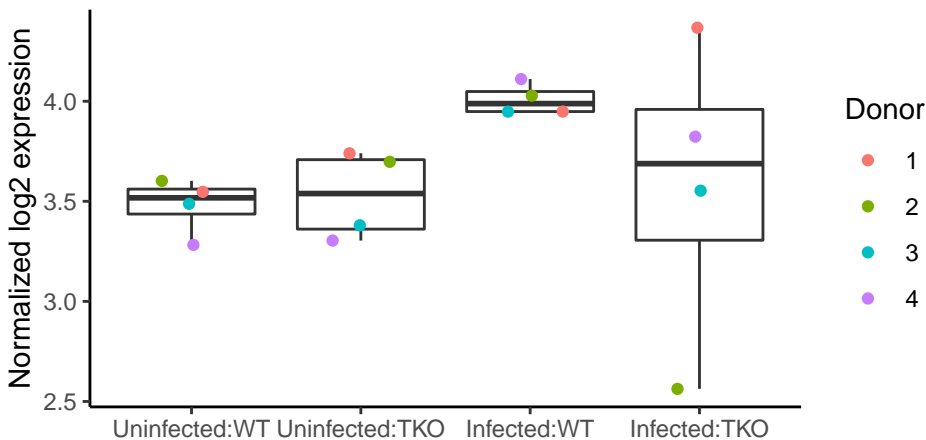 Normalized log2 expression
4.0
3.5
3.0
2.5
Uninfected:WT
Uninfected:TKO
Infected:WT
Infected:TKO
Donor
1
2
3
4